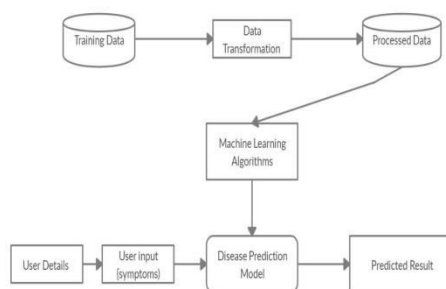 Training Data
Data
Transformation
Processed Data
Machine Learning
Algorithms
User Details
User input
(symptoms)
Disease Prediction
Model
Predicted Result